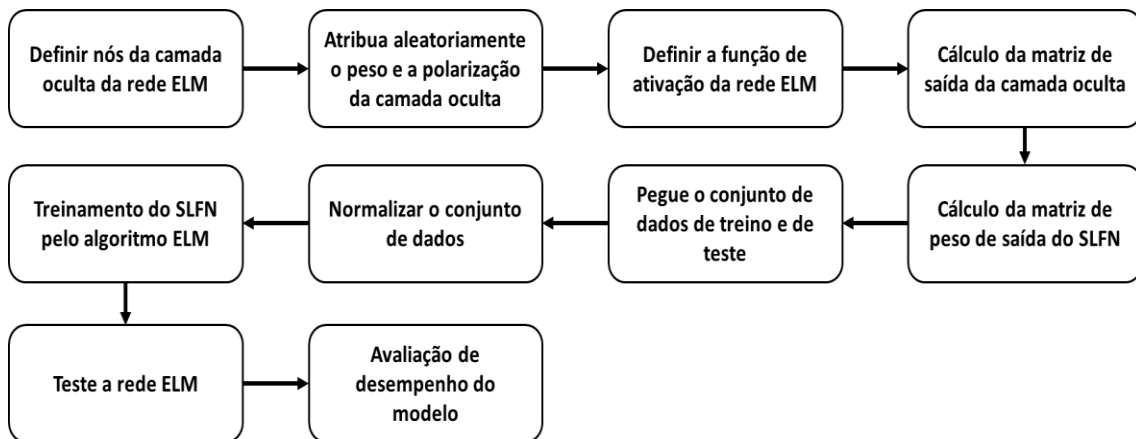 Definir nós da camada
oculta da rede ELM
Atribua aleatoriamente
o peso e a polarização
da camada oculta
Definir a função de
ativação da rede ELM
Cálculo da matriz de
saída da camada oculta
Cálculo da matriz de
peso de saída do SLFN
Pegue o conjunto de
dados de treino e de
teste
Normalizar o conjunto
de dados
Treinamento do SLFN
pelo algoritmo ELM
Teste a rede ELM
Avaliação de
desempenho do
modelo